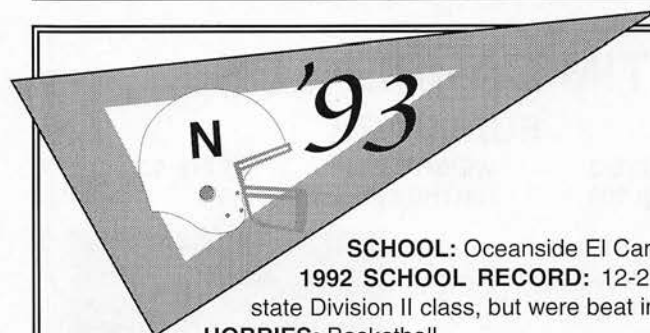 '93
N
SCHOOL: Oceanside El Car
1992 SCHOOL RECORD: 12-2
state Division II class, but were beat in
HOBBIES: Basketball